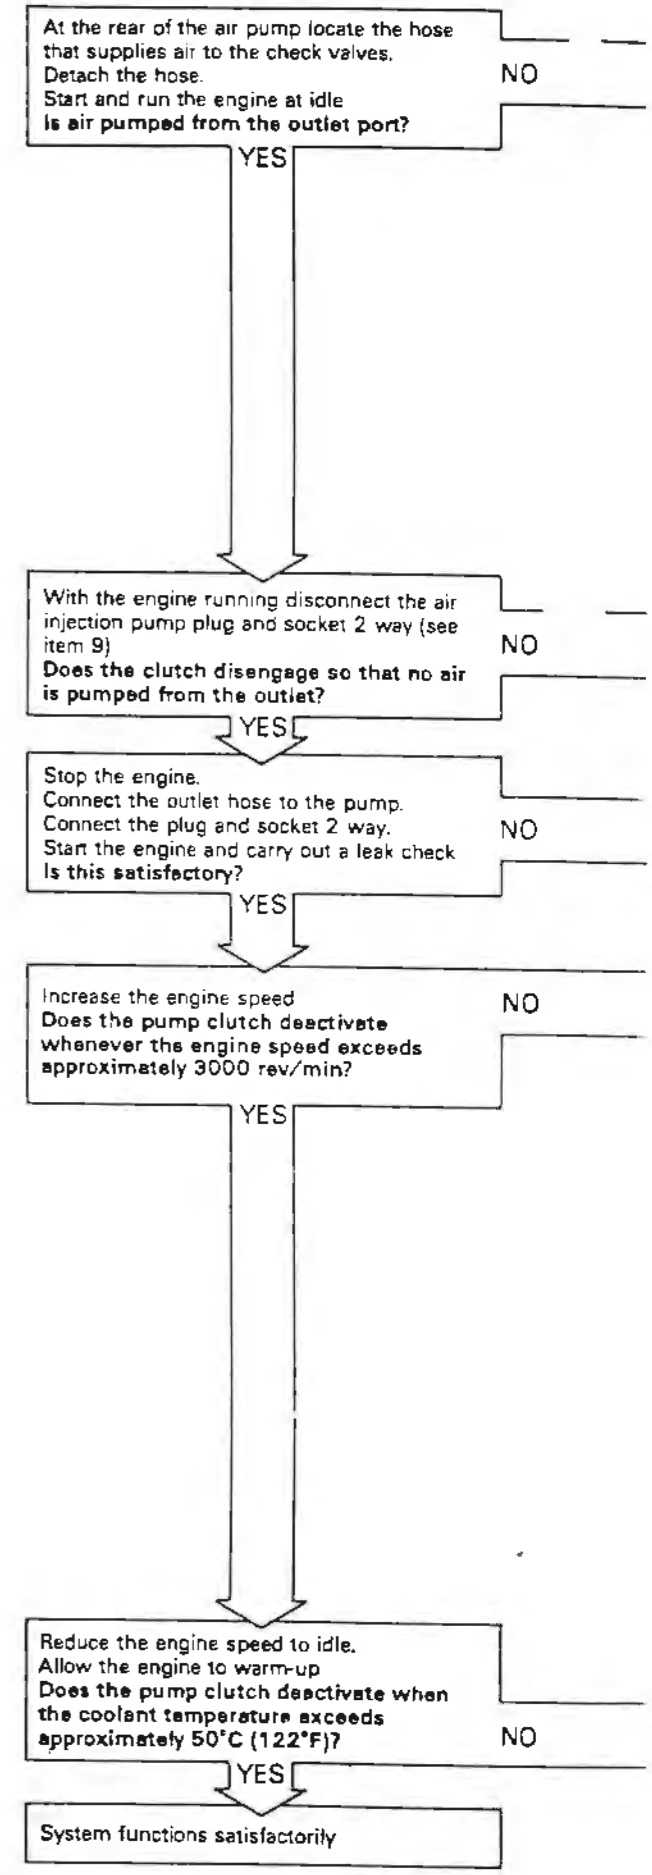 At the rear of the air pump locate the hose
that supplies air to the check valves.
Detach the hose.
Start and run the engine at idle
Is air pumped from the outlet port?
NO
YES
With the engine running disconnect the air
injection pump plug and socket 2 way (see
item 9)
Does the clutch disengage so that no air
is pumped from the outlet?
NO
YES
Stop the engine.
Connect the outlet hose to the pump.
Connect the plug and socket 2 way.
Start the engine and carry out a leak check
Is this satisfactory?
NO
YES
Increase the engine speed
Does the pump clutch deactivate
whenever the engine speed exceeds
approximately 3000 rev/min?
NO
YES
Reduce the engine speed to idle.
Allow the engine to warm-up
Does the pump clutch deactivate when
the coolant temperature exceeds
approximately 50°C (122°F)?
NO
YES
System functions satisfactorily